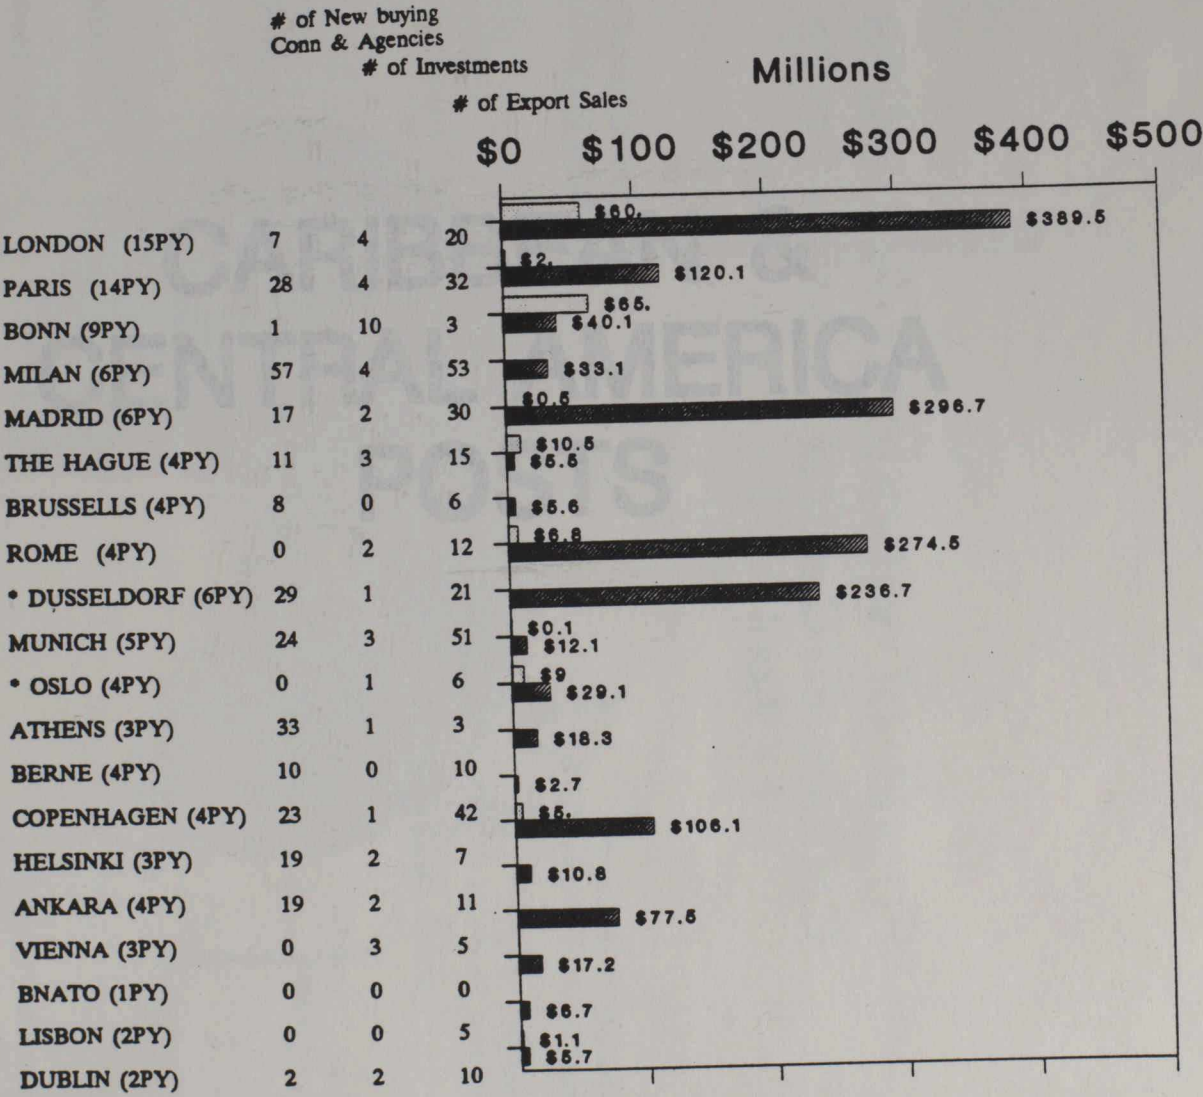 # of New buying
Conn & Agencies
# of Investments
Millions
# of Export Sales
$0 $100 $200 $300 $400 $500
$60.
LONDON (15PY) 7 4 20 $389.5
$2.
PARIS (14PY) 28 4 32 $120.1
$65.
BONN (9PY) 1 10 3 $40.1
MILAN (6PY) 57 4 53 $33.1
$0.5
MADRID (6PY) 17 2 30 $296.7
$10.5
THE HAGUE (4PY) 11 3 15 $5.5
BRUSSELLS (4PY) 8 0 6 $5.6
$6.8
ROME (4PY) 0 2 12 $274.5
* DUSSELDORF (6PY) 29 1 21 $236.7
$0.1
MUNICH (5PY) 24 3 51 $12.1
$9
* OSLO (4PY) 0 1 6 $29.1
ATHENS (3PY) 33 1 3 $18.3
BERNE (4PY) 10 0 10 $2.7
$5.
COPENHAGEN (4PY) 23 1 42 $106.1
HELSINKI (3PY) 19 2 7 $10.8
ANKARA (4PY) 19 2 11 $77.5
VIENNA (3PY) 0 3 5 $17.2
BNATO (1PY) 0 0 0 $6.7
$1.1
LISBON (2PY) 0 0 5 $5.7
DUBLIN (2PY) 2 2 10
CARIBBEAN &
CENTRAL AMERICA
POSTS